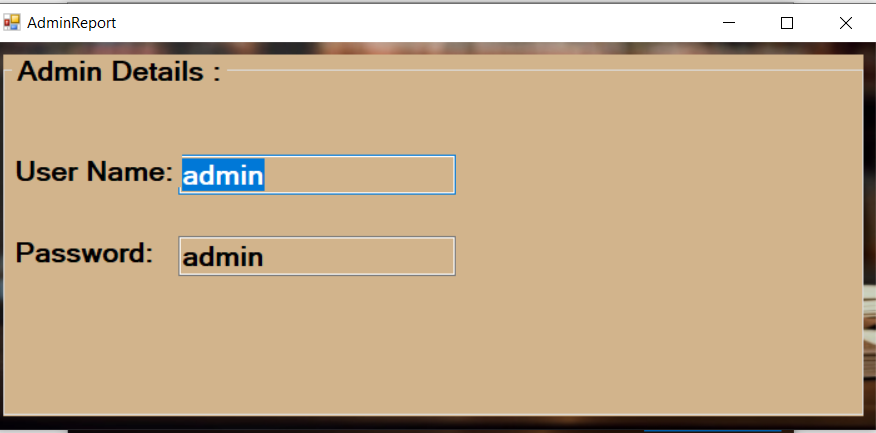 AdminReport
Admin Details :
User Name: admin
Password: admin